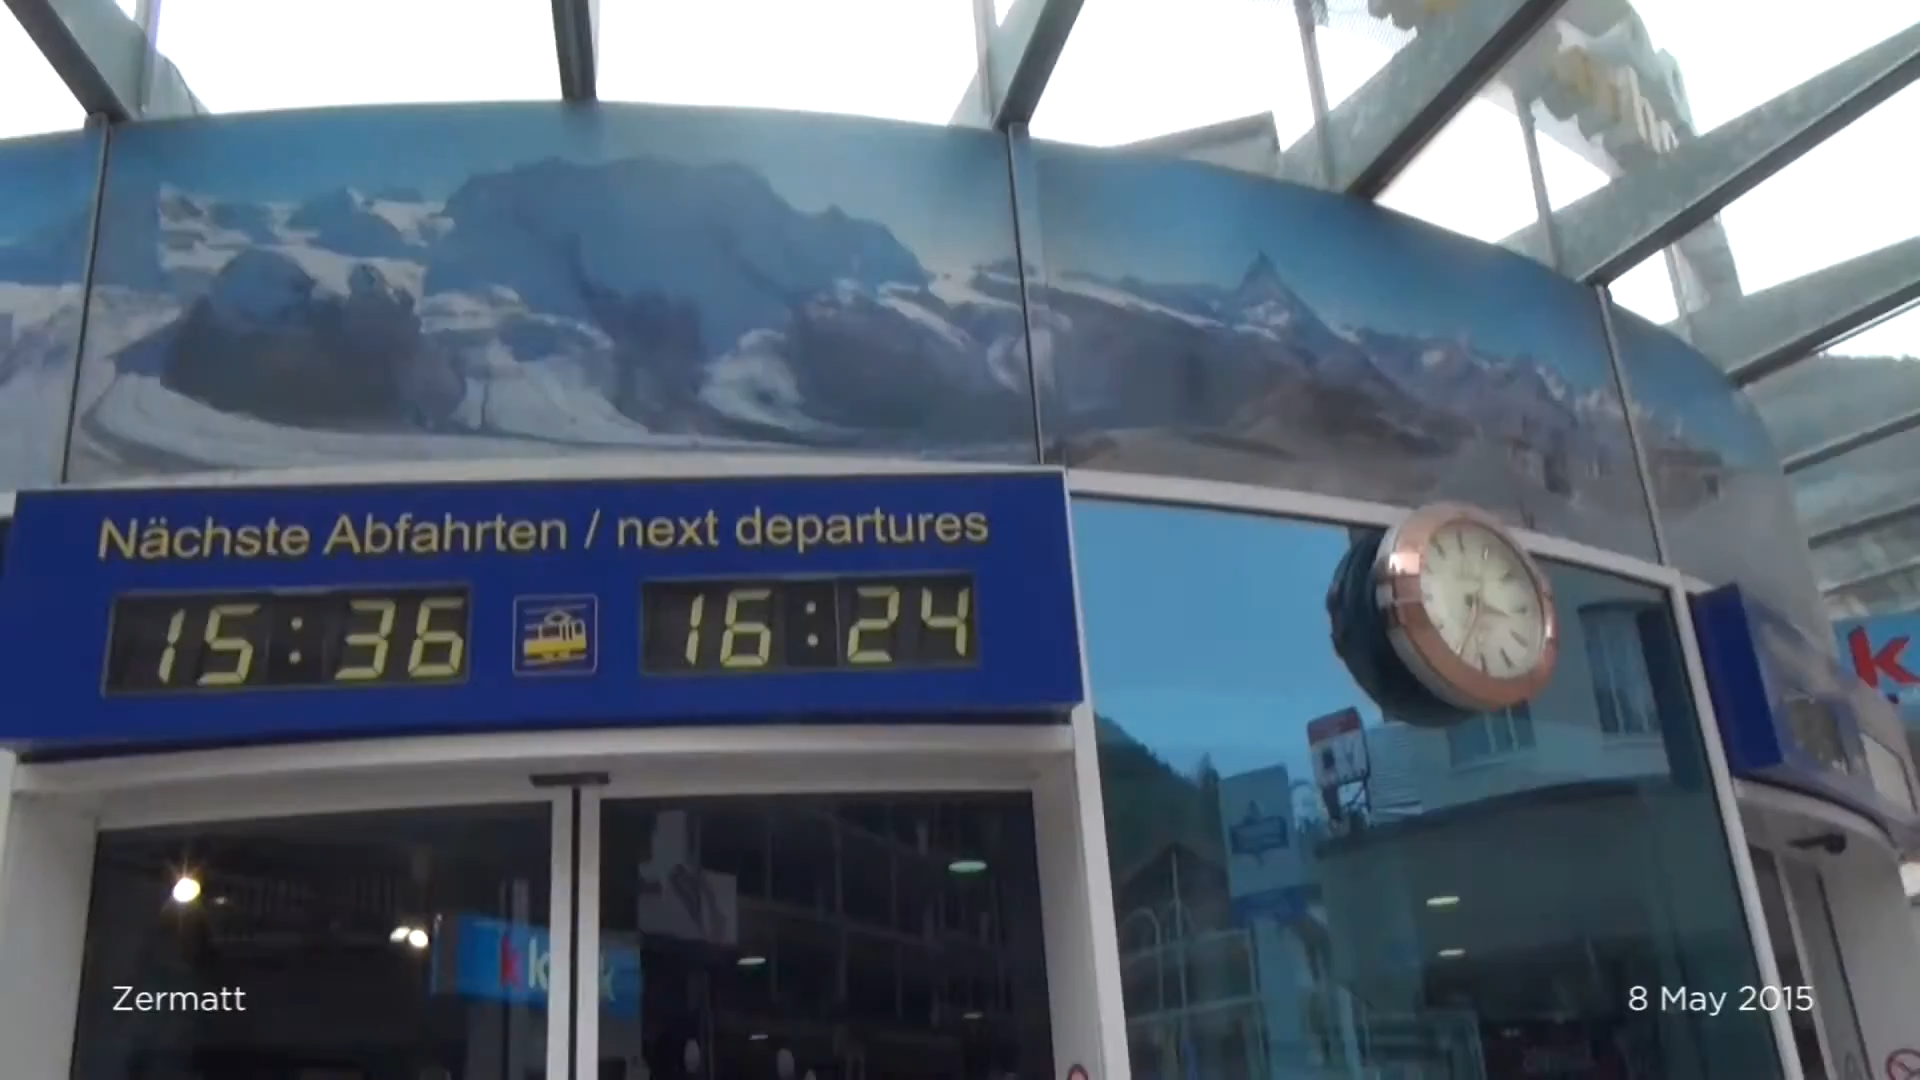 Nächste Abfahrten / next departures
15:36 16:24
k
k
Zermatt
8 May 2015